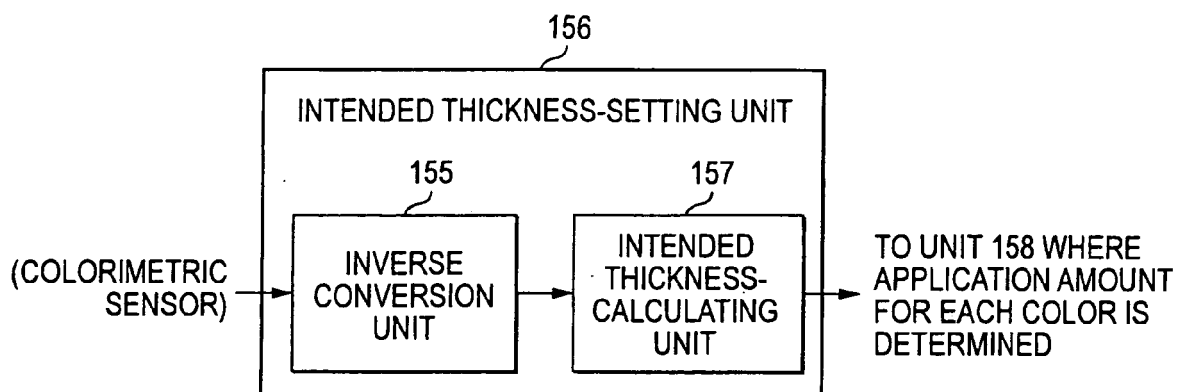 156
INTENDED THICKNESS-SETTING UNIT
155
157
(COLORIMETRIC
SENSOR)
INVERSE
CONVERSION
UNIT
INTENDED
THICKNESS-
CALCULATING
UNIT
TO UNIT 158 WHERE
APPLICATION AMOUNT
FOR EACH COLOR IS
DETERMINED